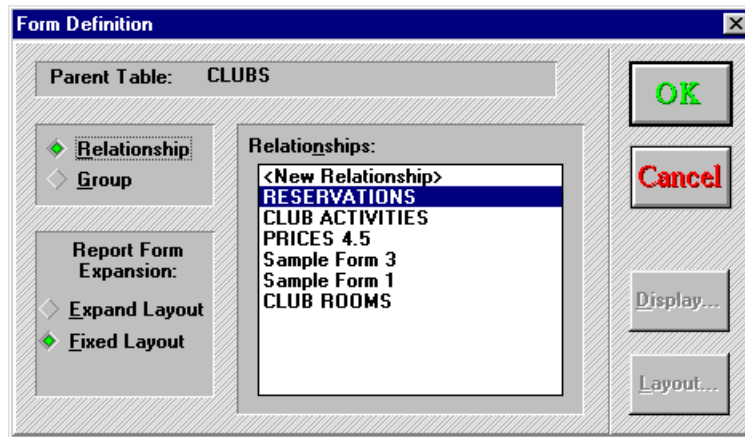 Form Definition
Parent Table: CLUBS
Relationship
Group
Report Form
Expansion:
Expand Layout
Fixed Layout
Relationships:
<New Relationship>
RESERVATIONS
CLUB ACTIVITIES
PRICES 4.5
Sample Form 3
Sample Form 1
CLUB ROOMS
OK
Cancel
Display...
Layout...